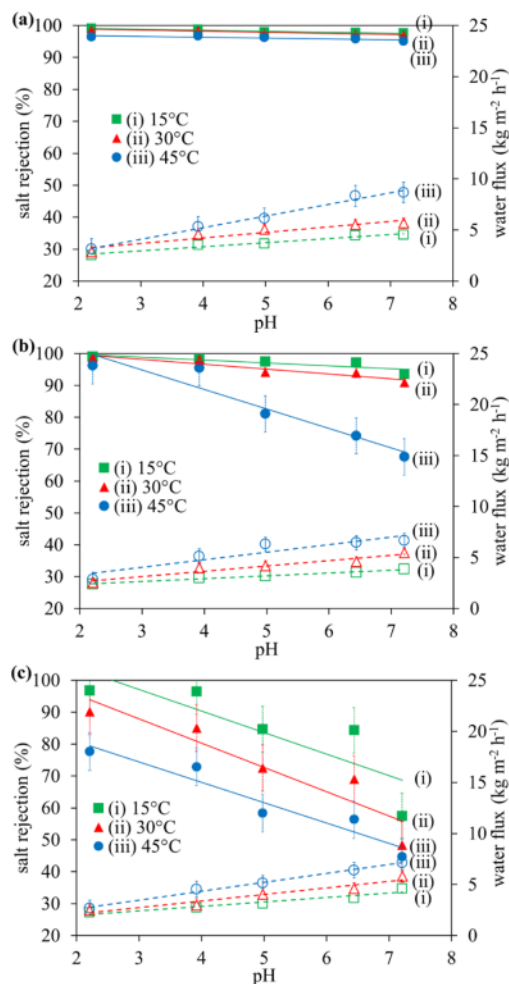 (a)
100
90
80
70
60
50
40
30
20
salt rejection (%)
25
20
15
10
5
0
water flux (kg m⁻² h⁻¹)
(i)
(ii)
(iii)
(i) 15°C
(ii) 30°C
(iii) 45°C
(iii)
(ii)
(i)
2 3 4 5 6 7 8
pH
(b)
100
90
80
70
60
50
40
30
20
salt rejection (%)
25
20
15
10
5
0
water flux (kg m⁻² h⁻¹)
(i)
(ii)
(iii)
(i) 15°C
(ii) 30°C
(iii) 45°C
(iii)
(ii)
(i)
2 3 4 5 6 7 8
pH
(c)
100
90
80
70
60
50
40
30
20
salt rejection (%)
25
20
15
10
5
0
water flux (kg m⁻² h⁻¹)
(i)
(ii)
(iii)
(i) 15°C
(ii) 30°C
(iii) 45°C
(iii)
(ii)
(i)
2 3 4 5 6 7 8
pH